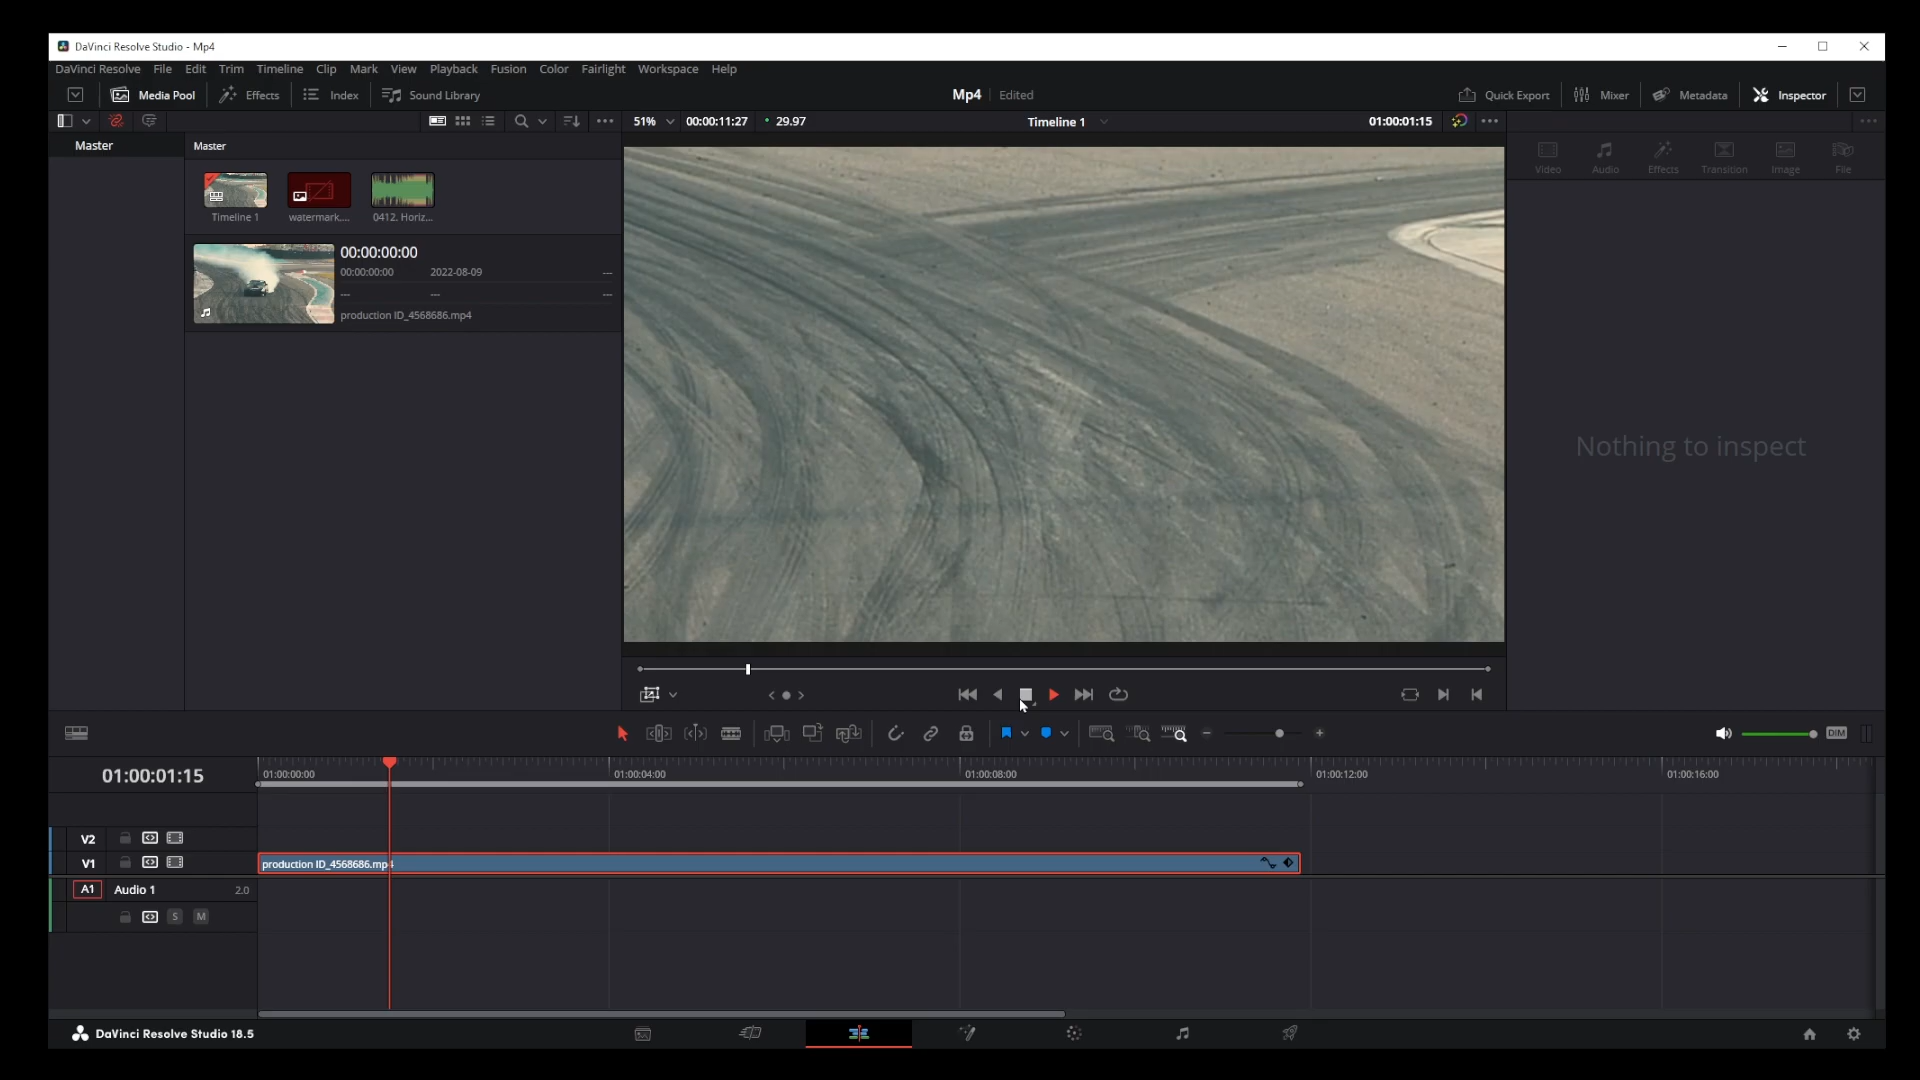 DaVinci Resolve Studio - Mp4
DaVinci Resolve File Edit Trim Timeline Clip Mark View Playback Fusion Color Fairlight Workspace Help
Media Pool Effects Index Sound Library Mp4 Edited Quick Export Mixer Metadata Inspector
51% 00:00:11:27 29.97 Timeline 1 01:00:01:15
Master Master
Video Audio Effects Transition Image File
Timeline 1 watermark.... 0412. Horiz...
00:00:00:00
00:00:00:00 2022-08-09 ---
--- --- ---
production ID_4568686.mp4
Nothing to inspect
DIM
01:00:01:15 01:00:00:00 01:00:04:00 01:00:08:00 01:00:12:00 01:00:16:00
V2
V1 production ID_4568686.mp4
A1 Audio 1 2.0
S M
DaVinci Resolve Studio 18.5